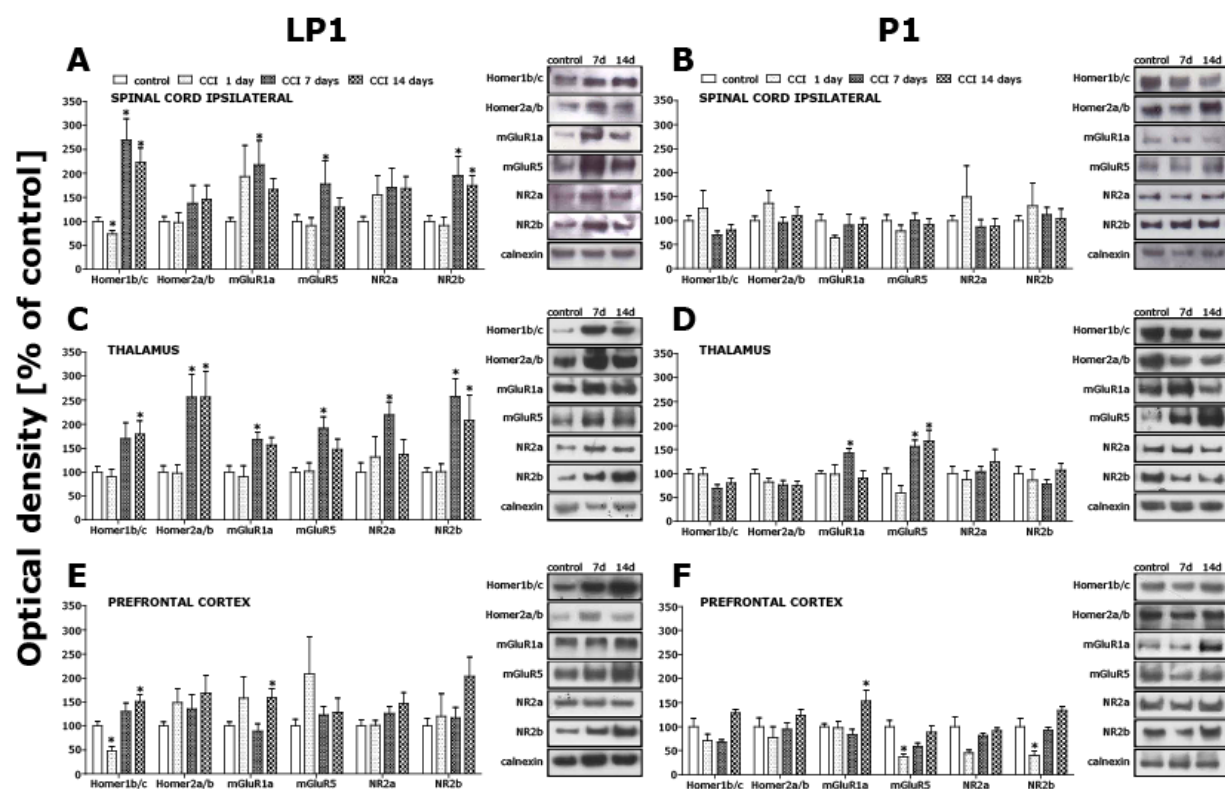 LP1
P1
Optical density [% of control]
A
control CCI 1 day CCI 7 days CCI 14 days
SPINAL CORD IPSILATERAL
350
300
250
200
150
100
50
0
* * * * * * *
Homer1b/c Homer2a/b mGluR1a mGluR5 NR2a NR2b
control 7d 14d
Homer1b/c
Homer2a/b
mGluR1a
mGluR5
NR2a
NR2b
calnexin
B
control CCI 1 day CCI 7 days CCI 14 days
SPINAL CORD IPSILATERAL
350
300
250
200
150
100
50
0
Homer1b/c Homer2a/b mGluR1a mGluR5 NR2a NR2b
control 7d 14d
Homer1b/c
Homer2a/b
mGluR1a
mGluR5
NR2a
NR2b
calnexin
C
THALAMUS
350
300
250
200
150
100
50
0
* * * * * * * *
Homer1b/c Homer2a/b mGluR1a mGluR5 NR2a NR2b
control 7d 14d
Homer1b/c
Homer2a/b
mGluR1a
mGluR5
NR2a
NR2b
calnexin
D
THALAMUS
350
300
250
200
150
100
50
0
* * *
Homer1b/c Homer2a/b mGluR1a mGluR5 NR2a NR2b
control 7d 14d
Homer1b/c
Homer2a/b
mGluR1a
mGluR5
NR2a
NR2b
calnexin
E
PREFRONTAL CORTEX
350
300
250
200
150
100
50
0
* * *
Homer1b/c Homer2a/b mGluR1a mGluR5 NR2a NR2b
control 7d 14d
Homer1b/c
Homer2a/b
mGluR1a
mGluR5
NR2a
NR2b
calnexin
F
PREFRONTAL CORTEX
350
300
250
200
150
100
50
0
* * *
Homer1b/c Homer2a/b mGluR1a mGluR5 NR2a NR2b
control 7d 14d
Homer1b/c
Homer2a/b
mGluR1a
mGluR5
NR2a
NR2b
calnexin